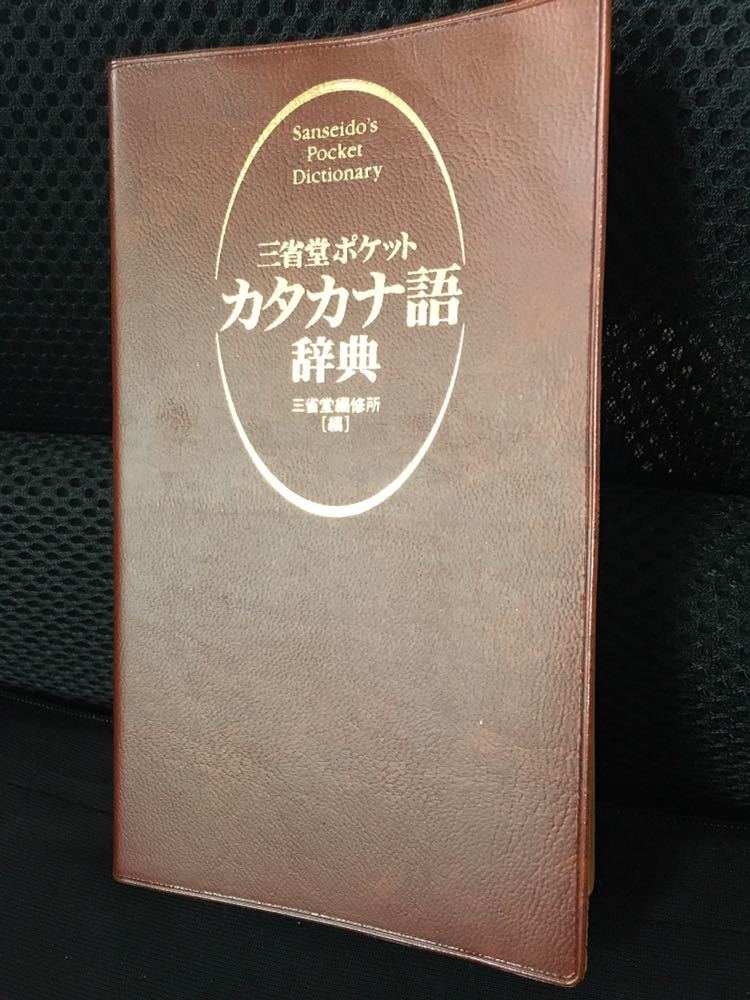 Sanseido's
Pocket
Dictionary
三省堂ポケット
カタカナ語
辞典
三省堂編修所
[編]